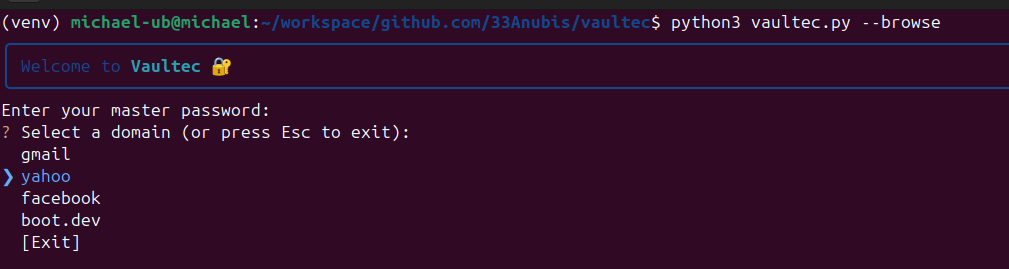 (venv) michael-ub@michael:~/workspace/github.com/33Anubis/vaultec$ python3 vaultec.py --browse
Welcome to Vaultec 🔐
Enter your master password:
? Select a domain (or press Esc to exit):
gmail
❯ yahoo
facebook
boot.dev
[Exit]